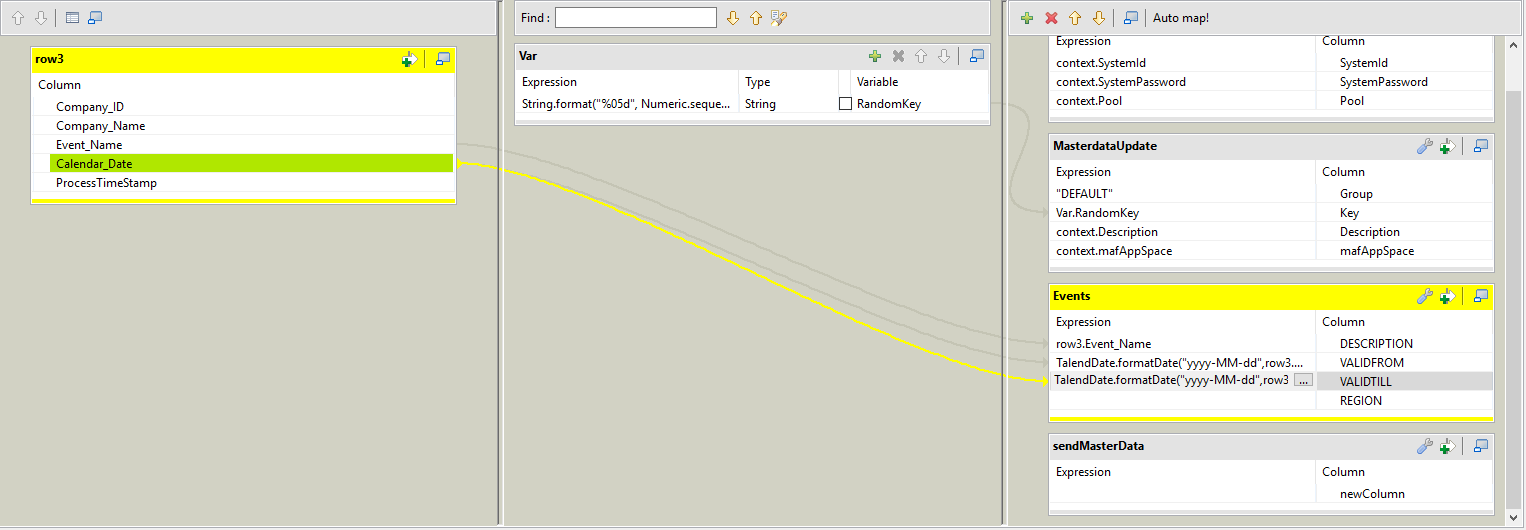 Find :
Auto map!
row3
Column
Company_ID
Company_Name
Event_Name
Calendar_Date
ProcessTimeStamp
Var
Expression Type Variable
String.format("%05d", Numeric.seque... String RandomKey
Expression Column
context.SystemId SystemId
context.SystemPassword SystemPassword
context.Pool Pool
MasterdataUpdate
Expression Column
"DEFAULT" Group
Var.RandomKey Key
context.Description Description
context.mafAppSpace mafAppSpace
Events
Expression Column
row3.Event_Name DESCRIPTION
TalendDate.formatDate("yyyy-MM-dd",row3.... VALIDFROM
TalendDate.formatDate("yyyy-MM-dd",row3 ... VALIDTILL
REGION
sendMasterData
Expression Column
newColumn